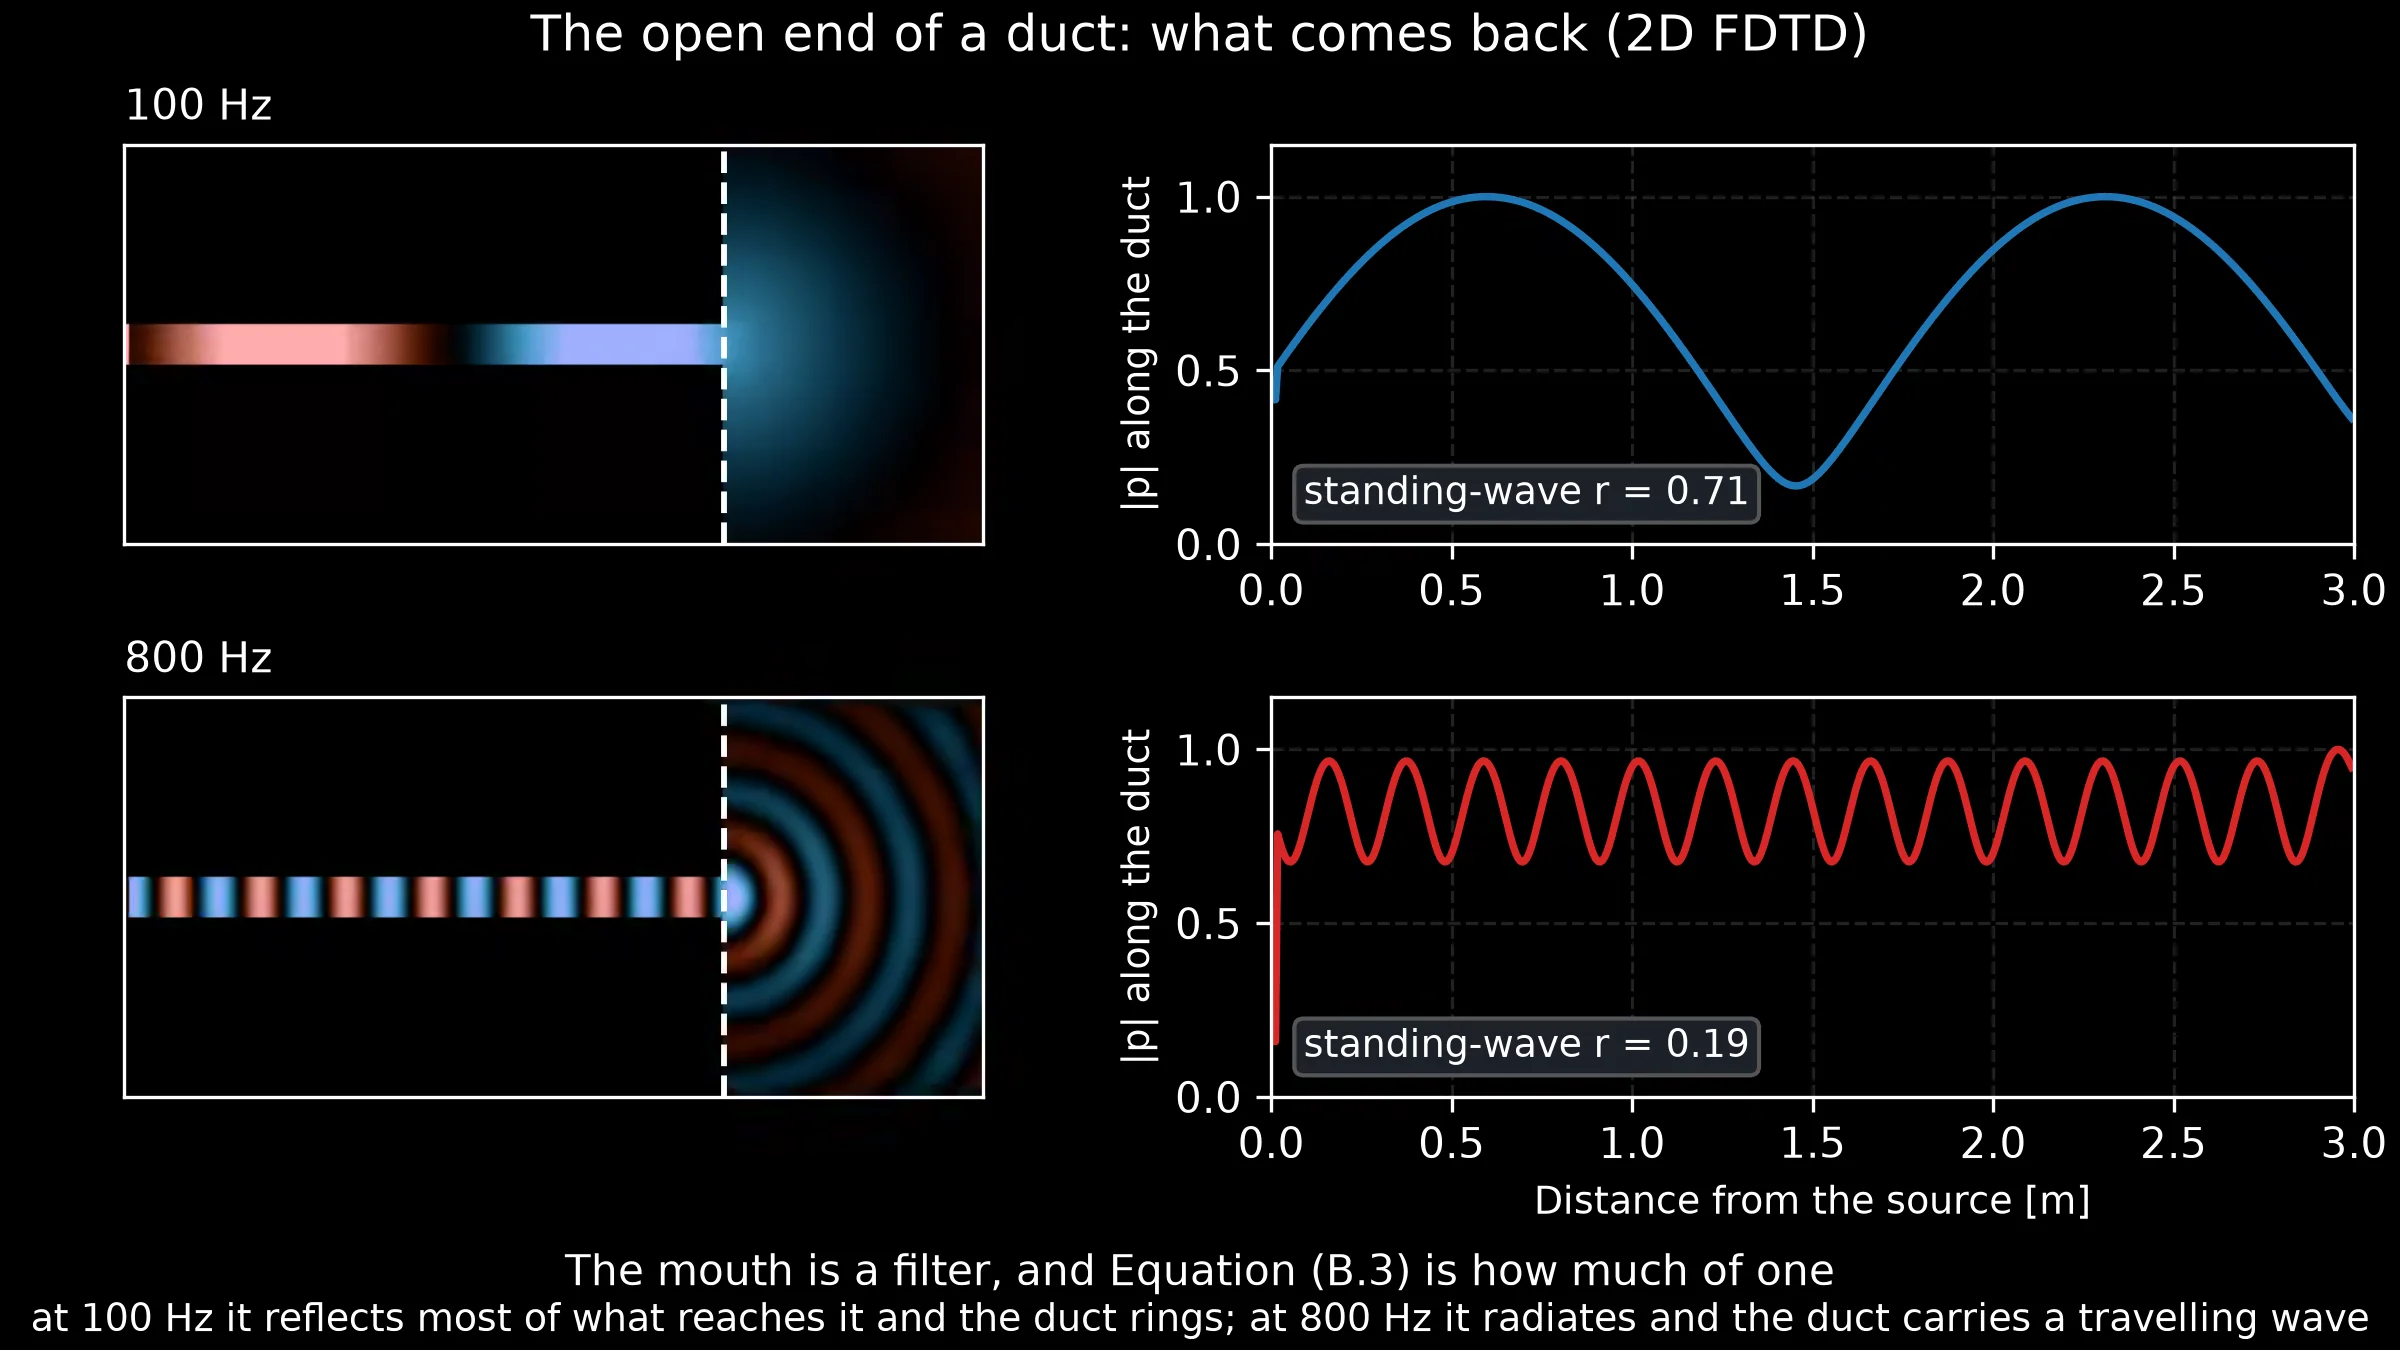 The open end of a duct: what comes back (2D FDTD)
100 Hz
|p| along the duct
1.0
0.5
0.0
standing-wave r = 0.71
0.0 0.5 1.0 1.5 2.0 2.5 3.0
800 Hz
|p| along the duct
1.0
0.5
0.0
standing-wave r = 0.19
0.0 0.5 1.0 1.5 2.0 2.5 3.0
Distance from the source [m]
The mouth is a filter, and Equation (B.3) is how much of one
at 100 Hz it reflects most of what reaches it and the duct rings; at 800 Hz it radiates and the duct carries a travelling wave